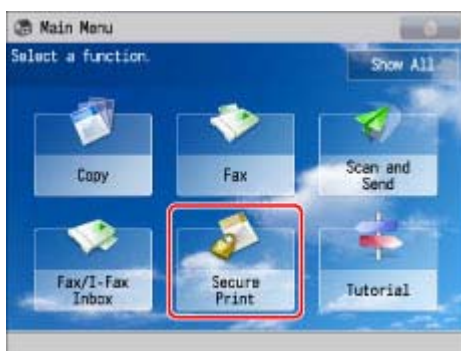 Main Menu
Select a function.
Show All
Copy
Fax
Scan and
Send
Fax/I-Fax
Inbox
Secure
Print
Tutorial